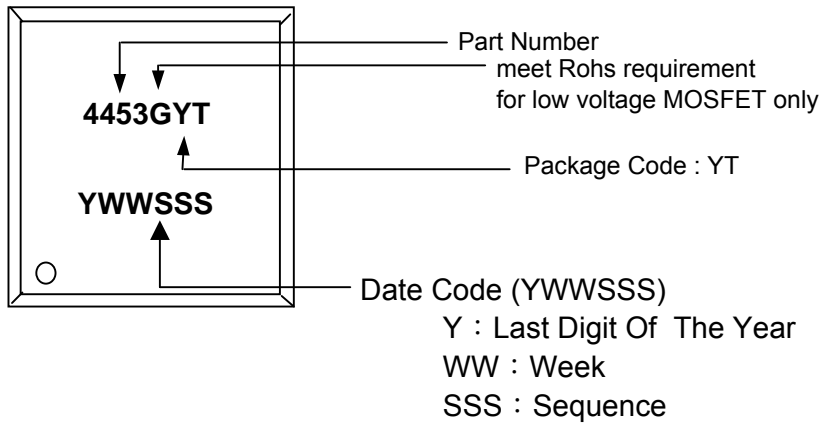 Part Number
meet Rohs requirement
for low voltage MOSFET only
4453GYT
Package Code : YT
YWWSSS
Date Code (YWWSSS)
Y：Last Digit Of The Year
WW：Week
SSS：Sequence